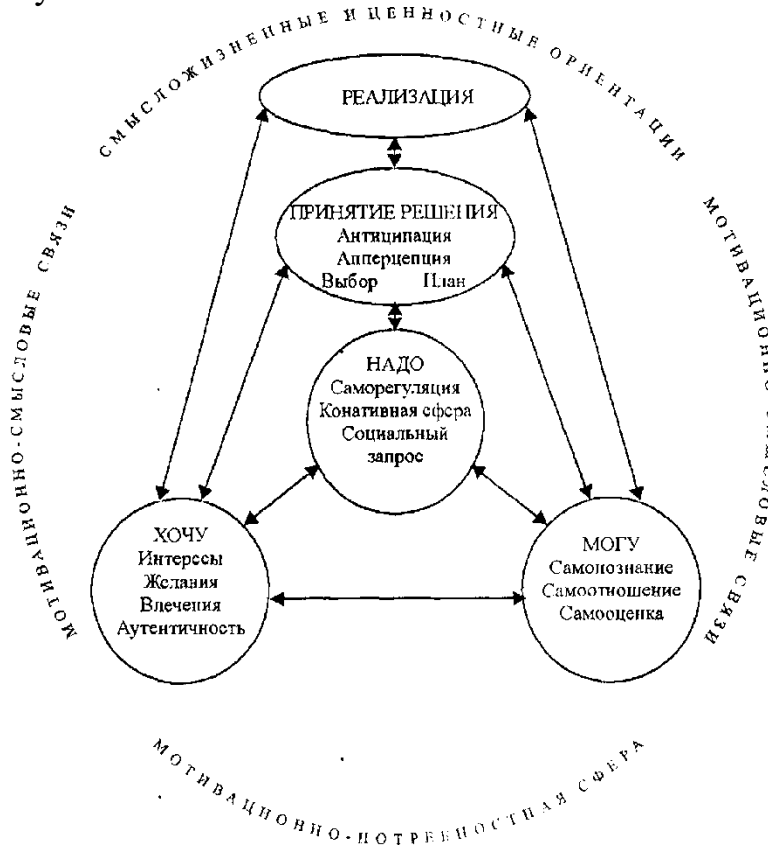 СМЫСЛОЖИЗНЕННЫЕ И ЦЕННОСТНЫЕ ОРИЕНТАЦИИ
РЕАЛИЗАЦИЯ
ПРИНЯТИЕ РЕШЕНИЯ
Антиципация
Апперцепция
Выбор План
НАДО
Саморегуляция
Конативная сфера
Социальный
запрос
ХОЧУ
Интересы
Желания
Влечения
Аутентичность
МОГУ
Самопознание
Самоотношение
Самооценка
МОТИВАЦИОННО-СМЫСЛОВЫЕ СВЯЗИ
МОТИВАЦИОННО-СМЫСЛОВЫЕ СВЯЗИ
МОТИВАЦИОННО-ПОТРЕБНОСТНАЯ СФЕРА